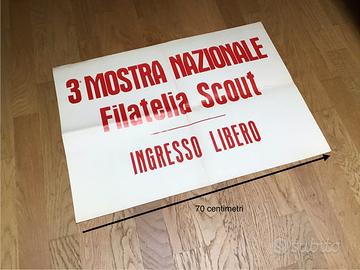 3ª MOSTRA NAZIONALE
Filatelia Scout
INGRESSO LIBERO
70 centimetri
subito